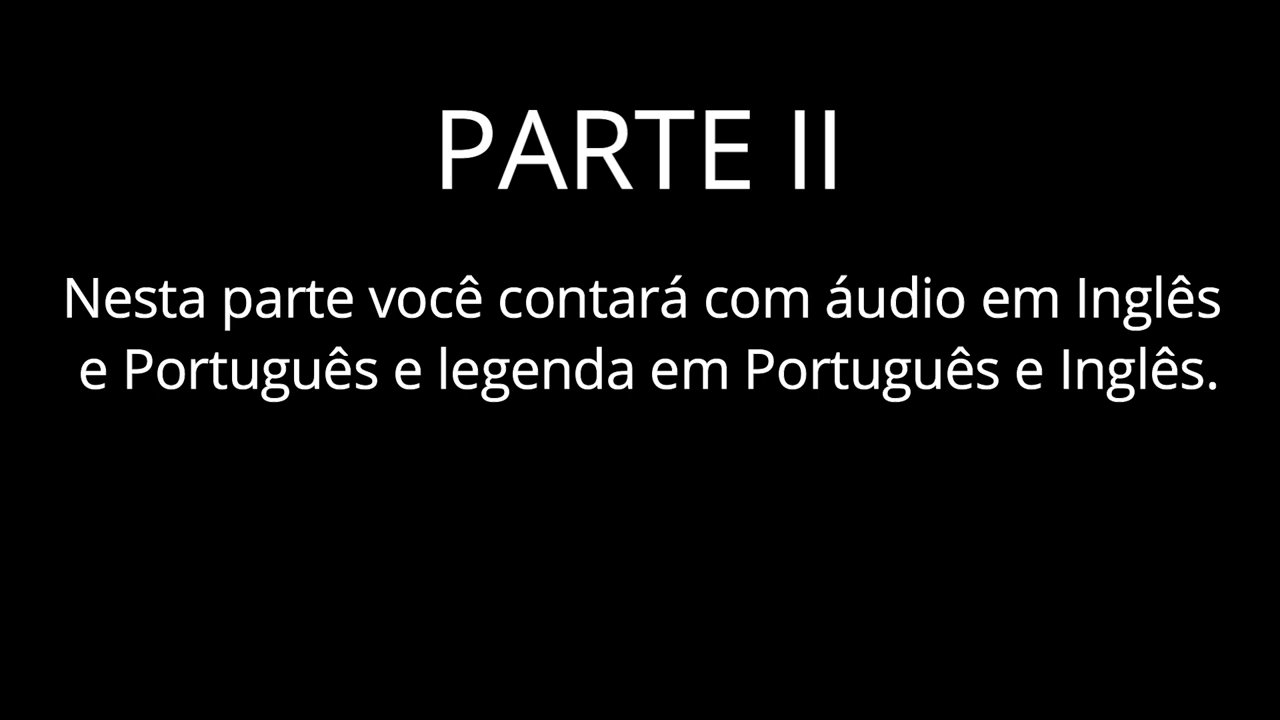 PARTE II
Nesta parte você contará com áudio em Inglês
e Português e legenda em Português e Inglês.